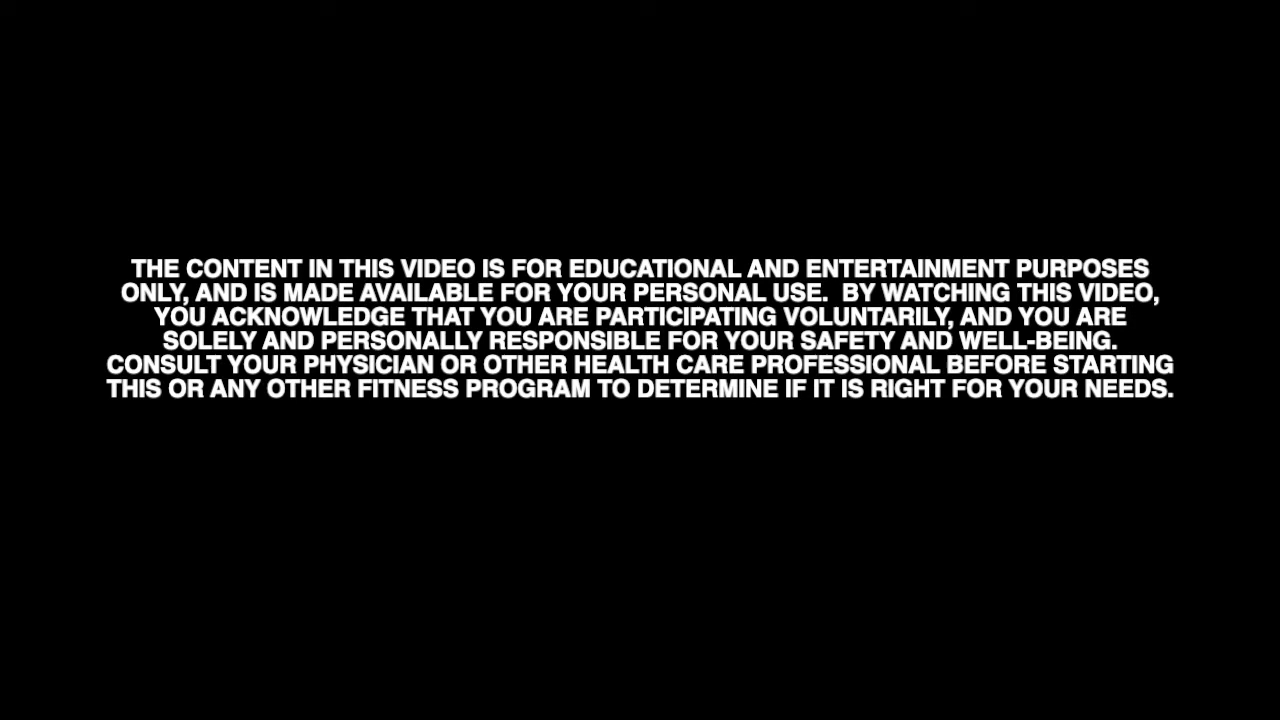 THE CONTENT IN THIS VIDEO IS FOR EDUCATIONAL AND ENTERTAINMENT PURPOSES
ONLY, AND IS MADE AVAILABLE FOR YOUR PERSONAL USE.  BY WATCHING THIS VIDEO,
YOU ACKNOWLEDGE THAT YOU ARE PARTICIPATING VOLUNTARILY, AND YOU ARE
SOLELY AND PERSONALLY RESPONSIBLE FOR YOUR SAFETY AND WELL-BEING.
CONSULT YOUR PHYSICIAN OR OTHER HEALTH CARE PROFESSIONAL BEFORE STARTING
THIS OR ANY OTHER FITNESS PROGRAM TO DETERMINE IF IT IS RIGHT FOR YOUR NEEDS.